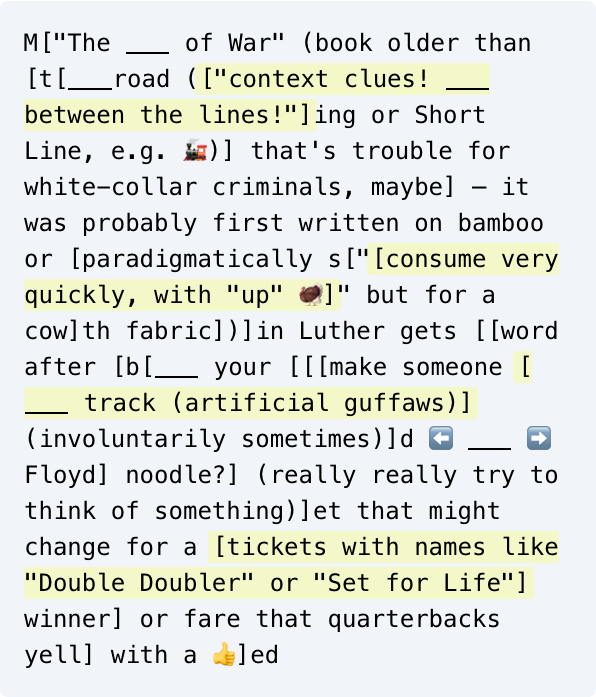 M["The ___ of War" (book older than
[t[___road (["context clues! ___
between the lines!"]ing or Short
Line, e.g. 🚂)] that's trouble for
white-collar criminals, maybe] — it
was probably first written on bamboo
or [paradigmatically s["[consume very
quickly, with "up" 🦃]" but for a
cow]th fabric])]in Luther gets [[word
after [b[___ your [[[make someone [
___ track (artificial guffaws)]
(involuntarily sometimes)]d ⬅️ ___ ➡️
Floyd] noodle?] (really really try to
think of something)]et that might
change for a [tickets with names like
"Double Doubler" or "Set for Life"]
winner] or fare that quarterbacks
yell] with a 👍]ed